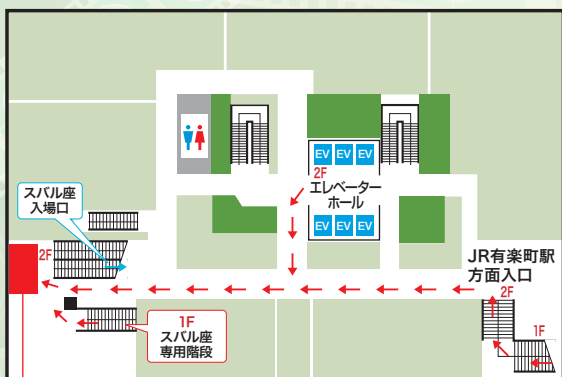 EV EV EV
2F
エレベーター
ホール
EV EV EV
スバル座
入場口
2F
JR有楽町駅
方面入口
2F
1F
1F
スバル座
専用階段